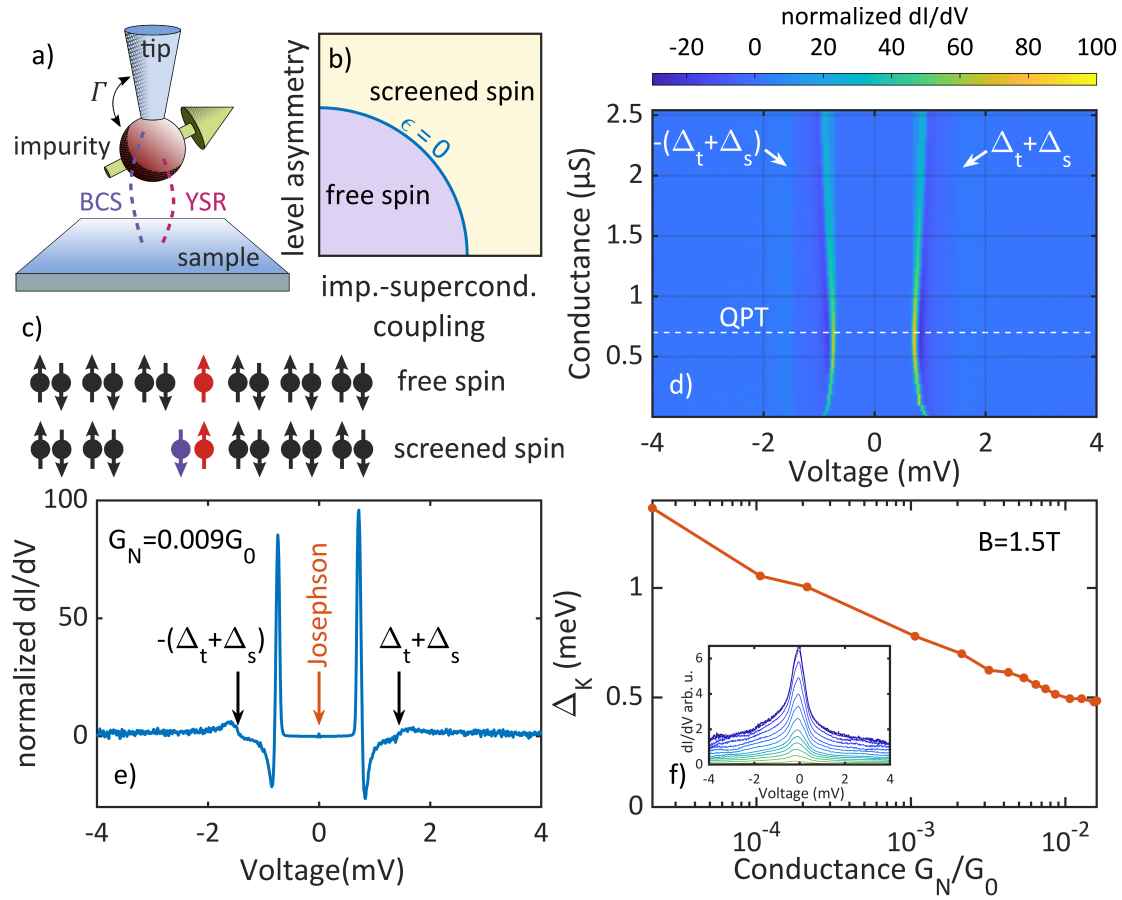 a)
tip
Γ
impurity
BCS
YSR
sample
b)
level asymmetry
screened spin
ϵ = 0
free spin
imp.-supercond.
coupling
c)
free spin
screened spin
normalized dI/dV
-20 0 20 40 60 80 100
Conductance (µS)
2.5
2
1.5
1
0.5
-(Δt+Δs)
Δt+Δs
QPT
d)
-4 -2 0 2 4
Voltage (mV)
normalized dI/dV
100
50
0
GN=0.009G0
-(Δt+Δs)
Josephson
Δt+Δs
e)
-4 -2 0 2 4
Voltage(mV)
ΔK (meV)
1
0.5
0
B=1.5T
dI/dV arb. u.
6
4
2
0
-4 -2 0 2 4
Voltage (mV)
f)
10-4 10-3 10-2
Conductance GN/G0